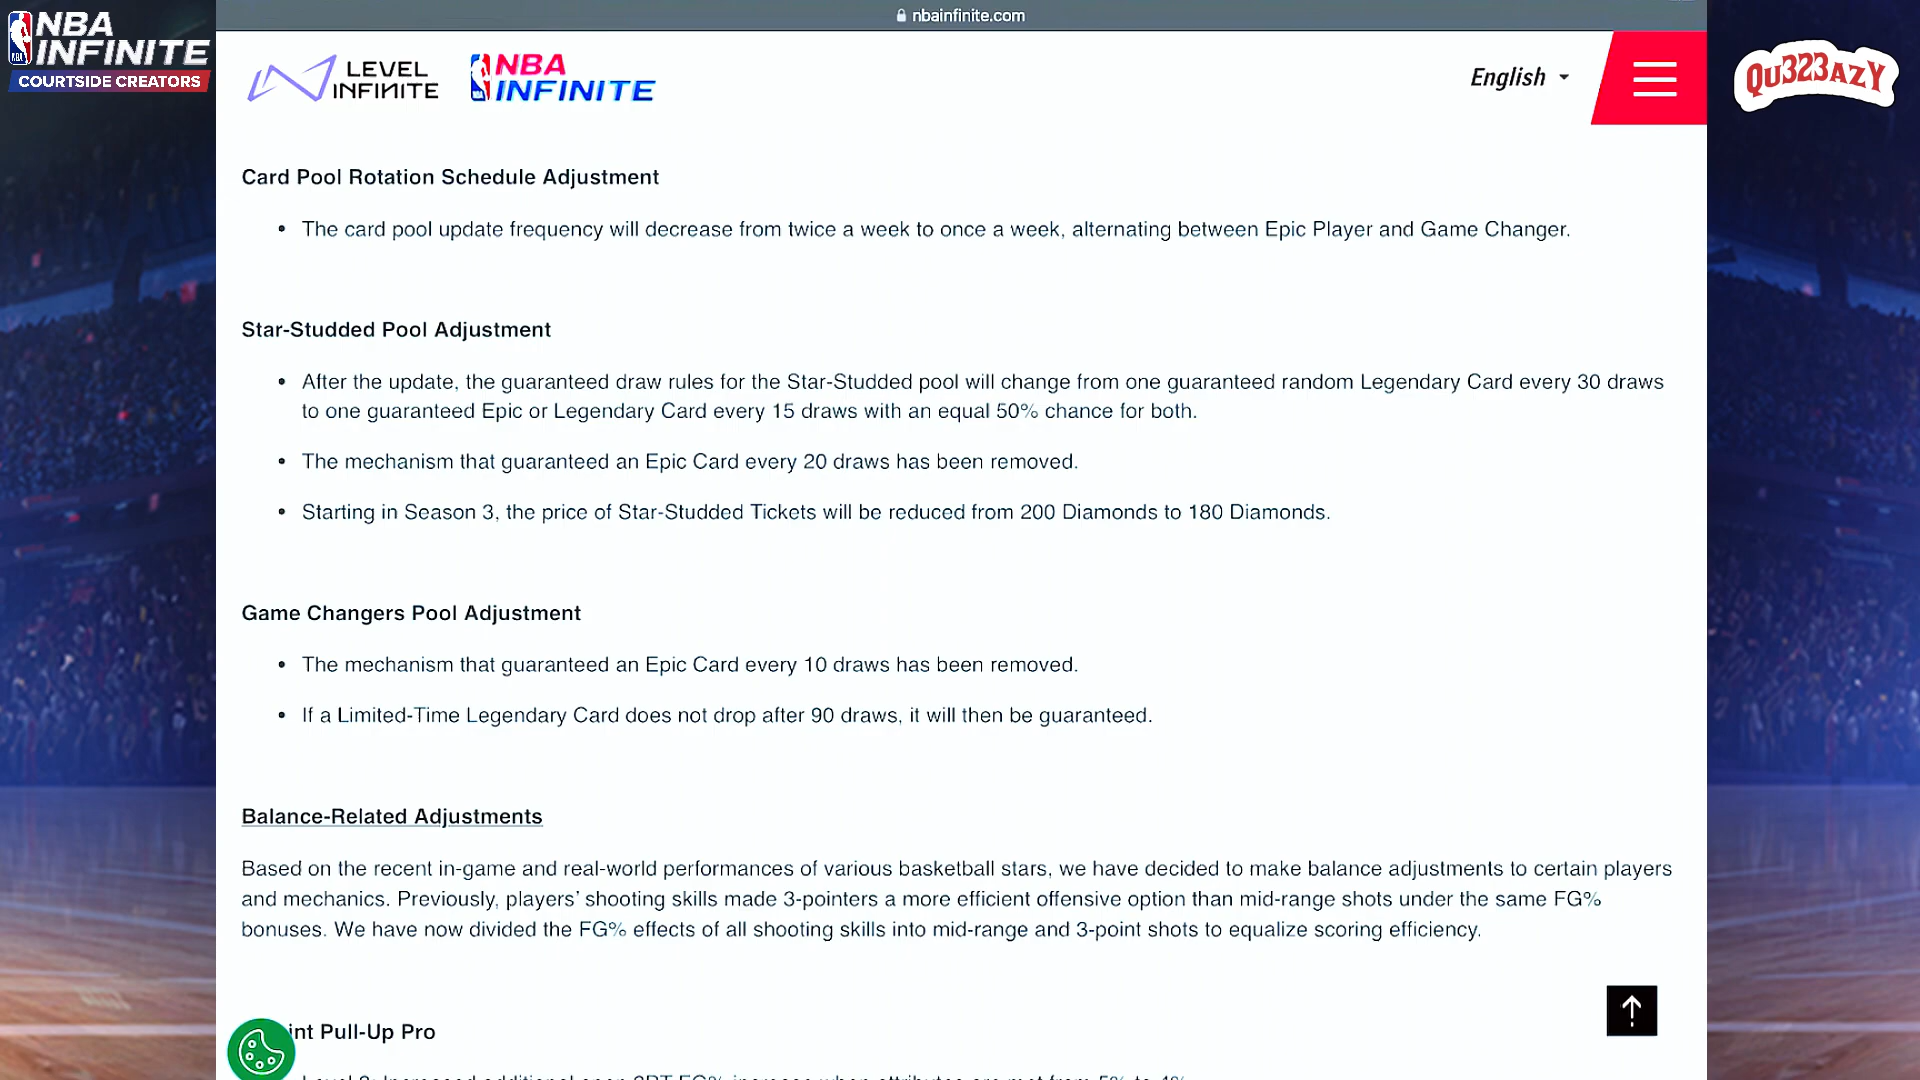 nbainfinite.com
NBA
INFINITE
COURTSIDE CREATORS
LEVEL
INFINITE
NBA
INFINITE
English
Qu323azy
Card Pool Rotation Schedule Adjustment
• The card pool update frequency will decrease from twice a week to once a week, alternating between Epic Player and Game Changer.
Star-Studded Pool Adjustment
• After the update, the guaranteed draw rules for the Star-Studded pool will change from one guaranteed random Legendary Card every 30 draws
to one guaranteed Epic or Legendary Card every 15 draws with an equal 50% chance for both.
• The mechanism that guaranteed an Epic Card every 20 draws has been removed.
• Starting in Season 3, the price of Star-Studded Tickets will be reduced from 200 Diamonds to 180 Diamonds.
Game Changers Pool Adjustment
• The mechanism that guaranteed an Epic Card every 10 draws has been removed.
• If a Limited-Time Legendary Card does not drop after 90 draws, it will then be guaranteed.
Balance-Related Adjustments
Based on the recent in-game and real-world performances of various basketball stars, we have decided to make balance adjustments to certain players
and mechanics. Previously, players’ shooting skills made 3-pointers a more efficient offensive option than mid-range shots under the same FG%
bonuses. We have now divided the FG% effects of all shooting skills into mid-range and 3-point shots to equalize scoring efficiency.
int Pull-Up Pro